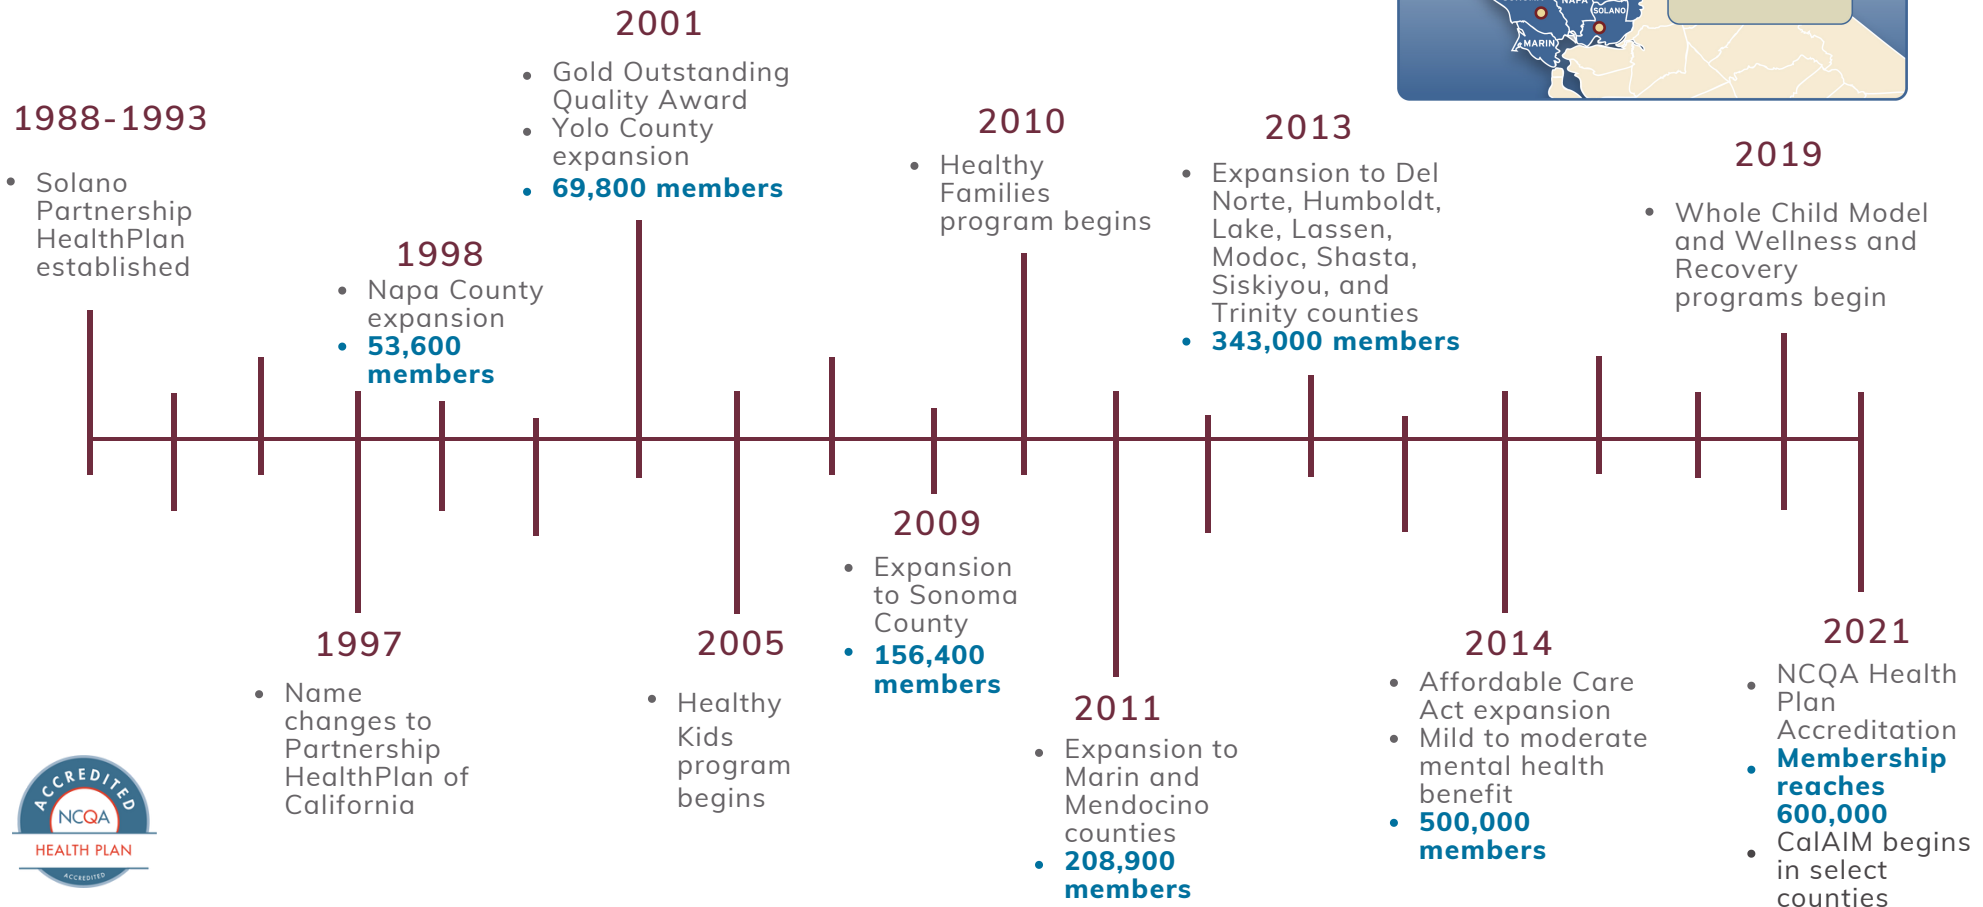 1988-1993
• Solano
Partnership
HealthPlan
established
1997
• Name
changes to
Partnership
HealthPlan of
California
1998
• Napa County
expansion
• 53,600
members
2001
• Gold Outstanding
Quality Award
• Yolo County
expansion
• 69,800 members
2005
• Healthy
Kids
program
begins
2009
• Expansion
to Sonoma
County
• 156,400
members
2010
• Healthy
Families
program begins
2011
• Expansion to
Marin and
Mendocino
counties
• 208,900
members
2013
• Expansion to Del
Norte, Humboldt,
Lake, Lassen,
Modoc, Shasta,
Siskiyou, and
Trinity counties
• 343,000 members
2014
• Affordable Care
Act expansion
• Mild to moderate
mental health
benefit
• 500,000
members
2019
• Whole Child Model
and Wellness and
Recovery
programs begin
2021
• NCQA Health
Plan
Accreditation
• Membership
reaches
600,000
• CalAIM begins
in select
counties
NAPA
SOLANO
MARIN
ACCREDITED
NCQA
HEALTH PLAN
ACCREDITED